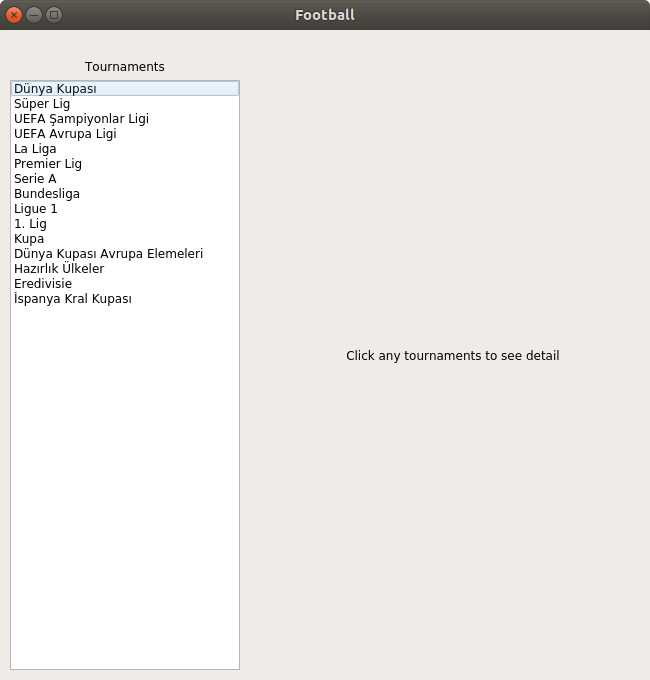 Football
Tournaments
Dünya Kupası
Süper Lig
UEFA Şampiyonlar Ligi
UEFA Avrupa Ligi
La Liga
Premier Lig
Serie A
Bundesliga
Ligue 1
1. Lig
Kupa
Dünya Kupası Avrupa Elemeleri
Hazırlık Ülkeler
Eredivisie
İspanya Kral Kupası
Click any tournaments to see detail